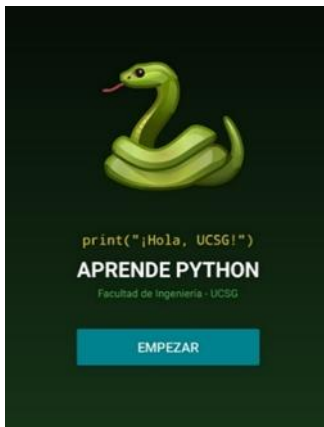 print("¡Hola, UCSG!")
APRENDE PYTHON
Facultad de Ingeniería - UCSG
EMPEZAR